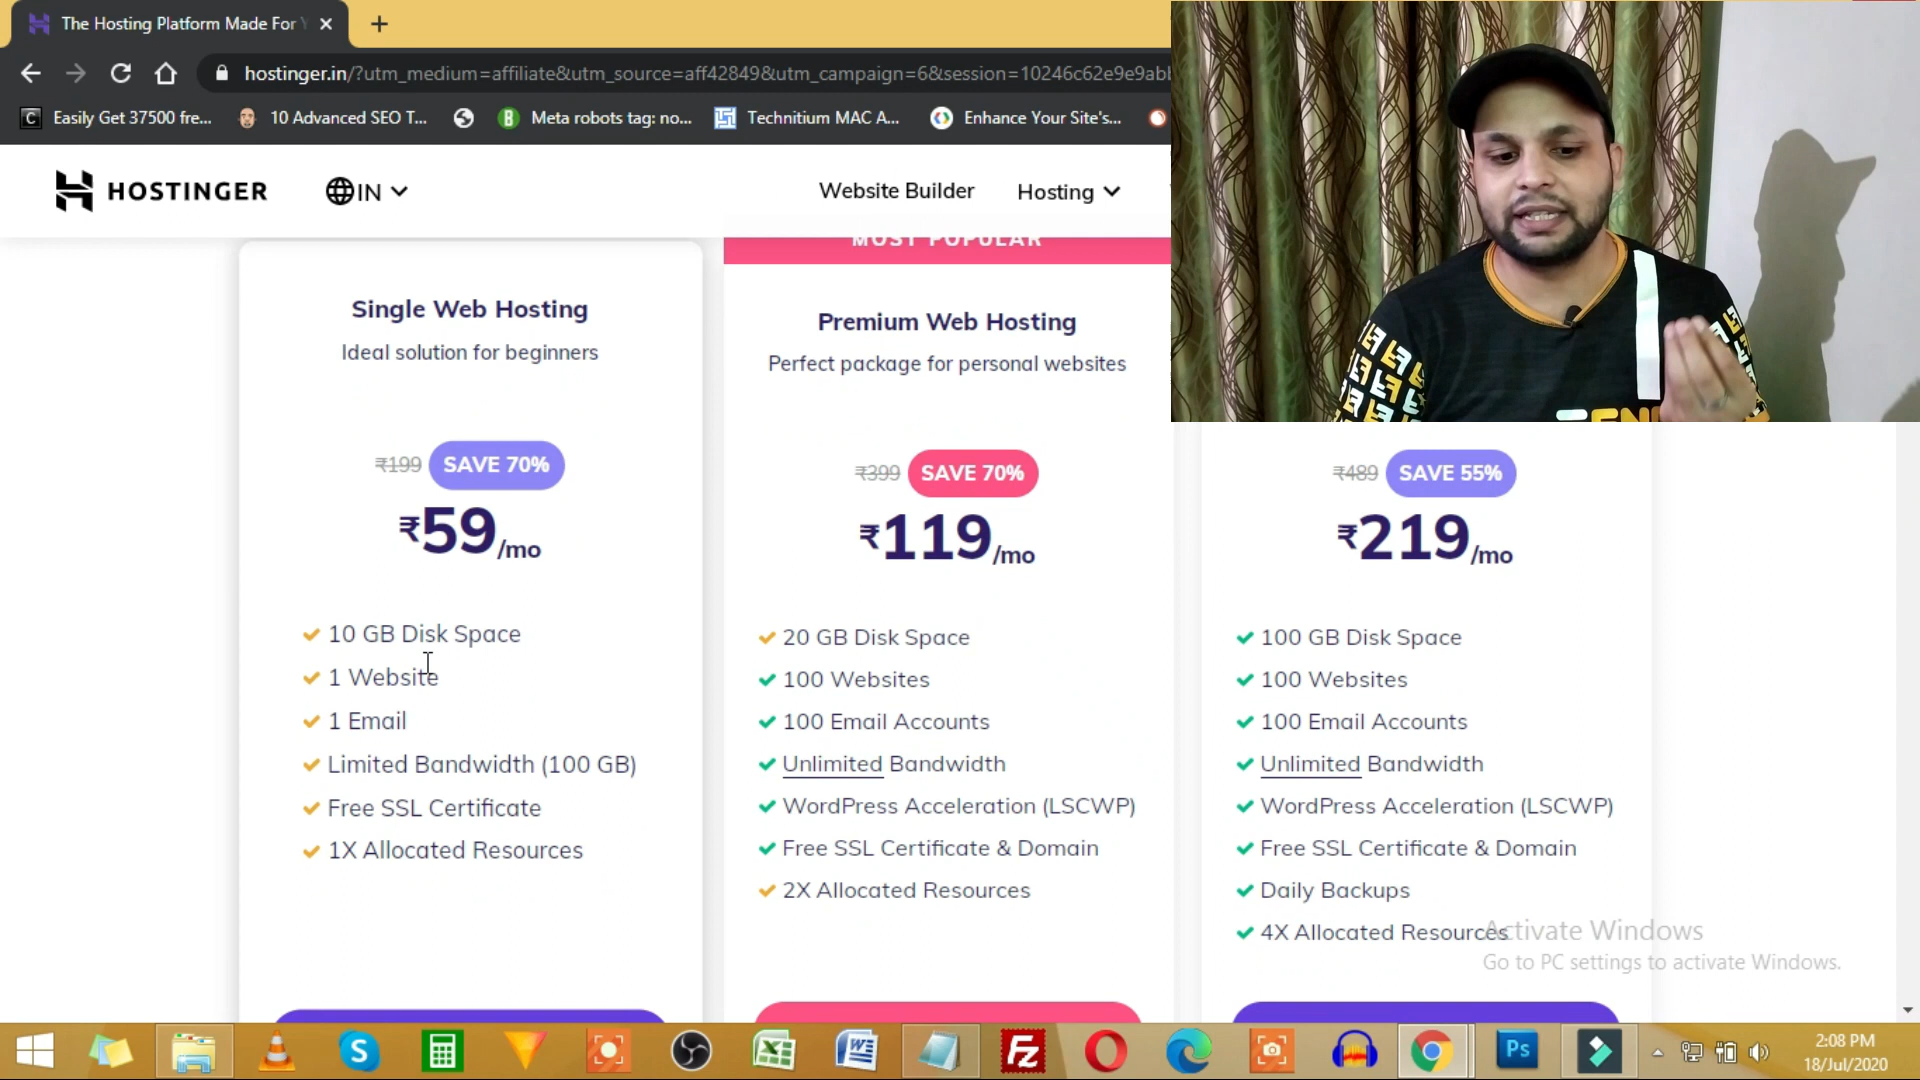 The Hosting Platform Made For
hostinger.in/?utm_medium=affiliate&utm_source=aff42849&utm_campaign=6&session=10246c62e9e9abb
Easily Get 37500 fre...
10 Advanced SEO T...
Meta robots tag: no...
Technitium MAC A...
Enhance Your Site's...
HOSTINGER
IN
Website Builder
Hosting
MOST POPULAR
Single Web Hosting
Ideal solution for beginners
₹199 SAVE 70%
₹59/mo
10 GB Disk Space
1 Website
1 Email
Limited Bandwidth (100 GB)
Free SSL Certificate
1X Allocated Resources
Premium Web Hosting
Perfect package for personal websites
₹399 SAVE 70%
₹119/mo
20 GB Disk Space
100 Websites
100 Email Accounts
Unlimited Bandwidth
WordPress Acceleration (LSCWP)
Free SSL Certificate & Domain
2X Allocated Resources
₹489 SAVE 55%
₹219/mo
100 GB Disk Space
100 Websites
100 Email Accounts
Unlimited Bandwidth
WordPress Acceleration (LSCWP)
Free SSL Certificate & Domain
Daily Backups
4X Allocated Resources
Activate Windows
Go to PC settings to activate Windows.
2:08 PM
18/Jul/2020